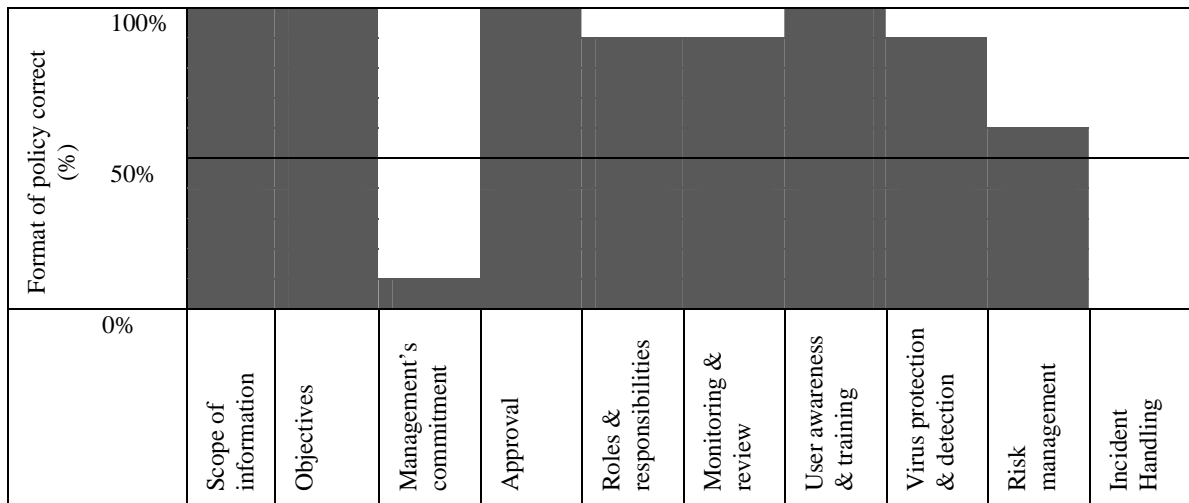 100%
Format of policy correct
(%)
50%
0%
Scope of
information
Objectives
Management's
commitment
Approval
Roles &
responsibilities
Monitoring &
review
User awareness
& training
Virus protection
& detection
Risk
management
Incident
Handling